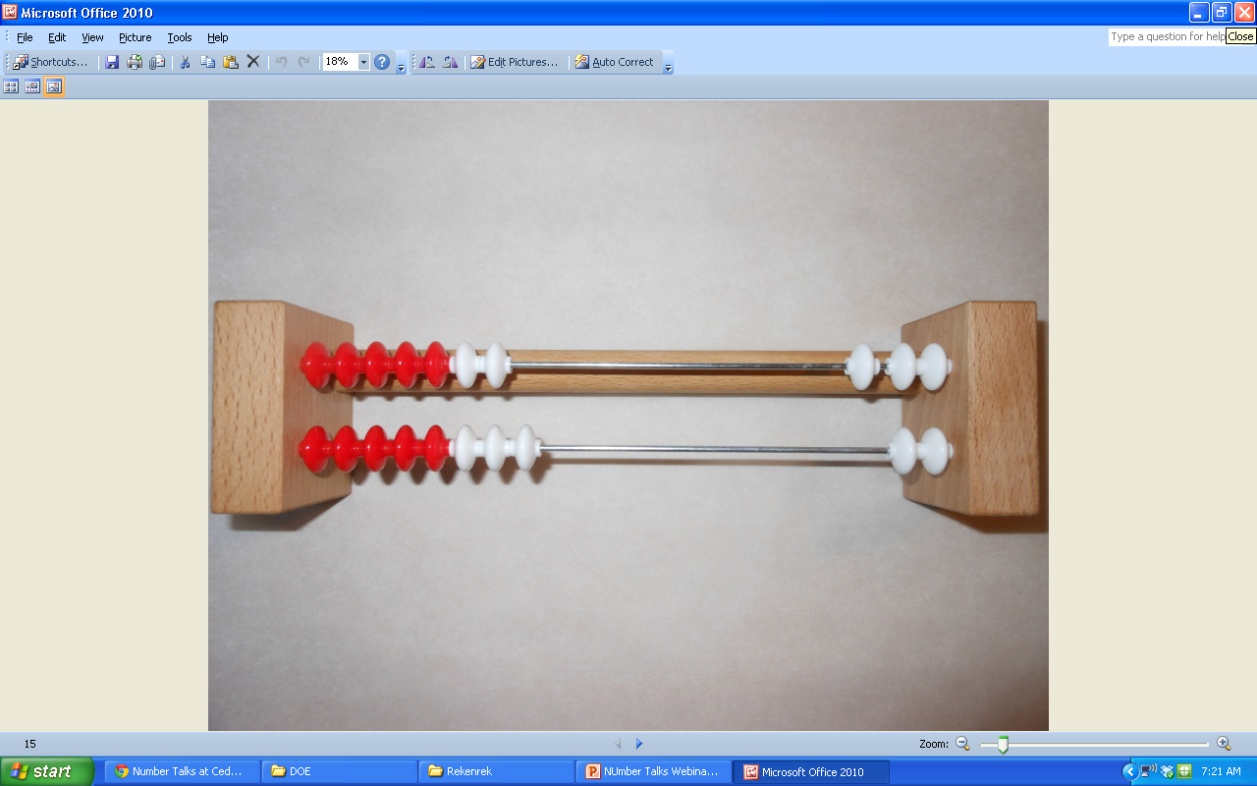 Microsoft Office 2010
File Edit View Picture Tools Help
Type a question for help
Close
Shortcuts... 18% Edit Pictures... Auto Correct
15
Zoom:
start
Number Talks at Ced...
DOE
Rekenrek
NUmber Talks Webina...
Microsoft Office 2010
7:21 AM